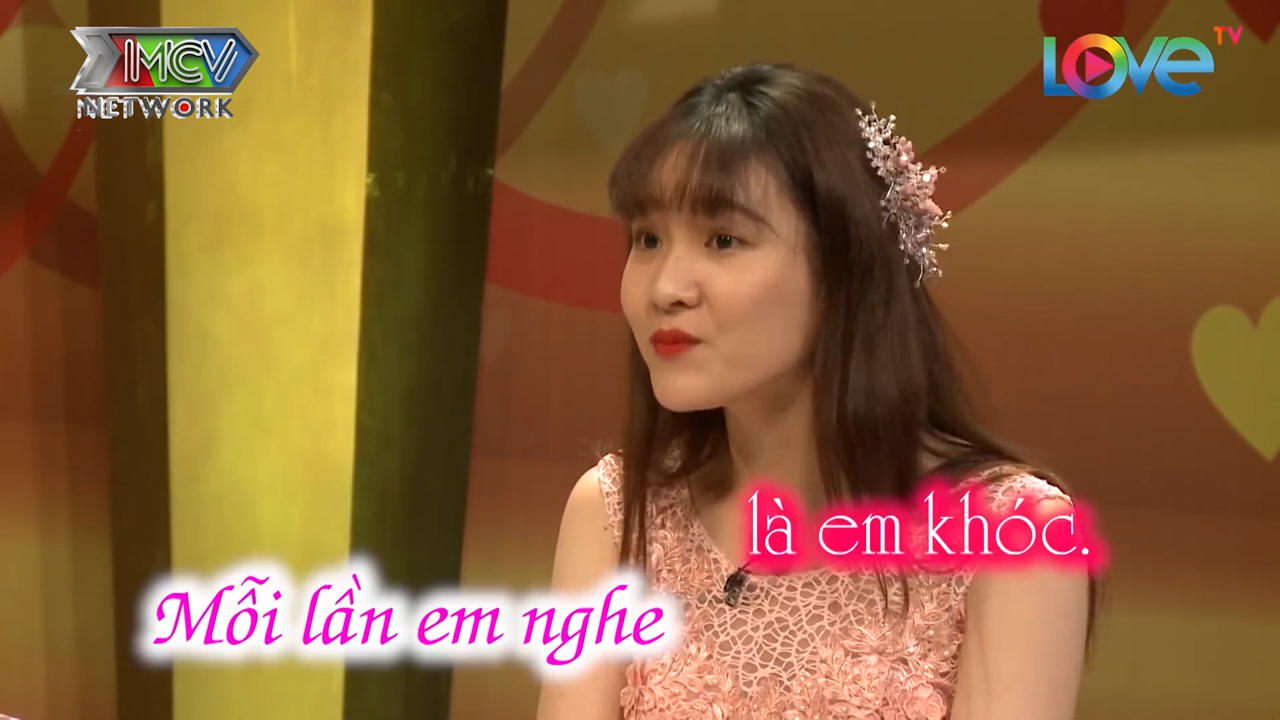 MCV
NETWORK
LOVE TV
Mỗi lần em nghe
là em khóc.